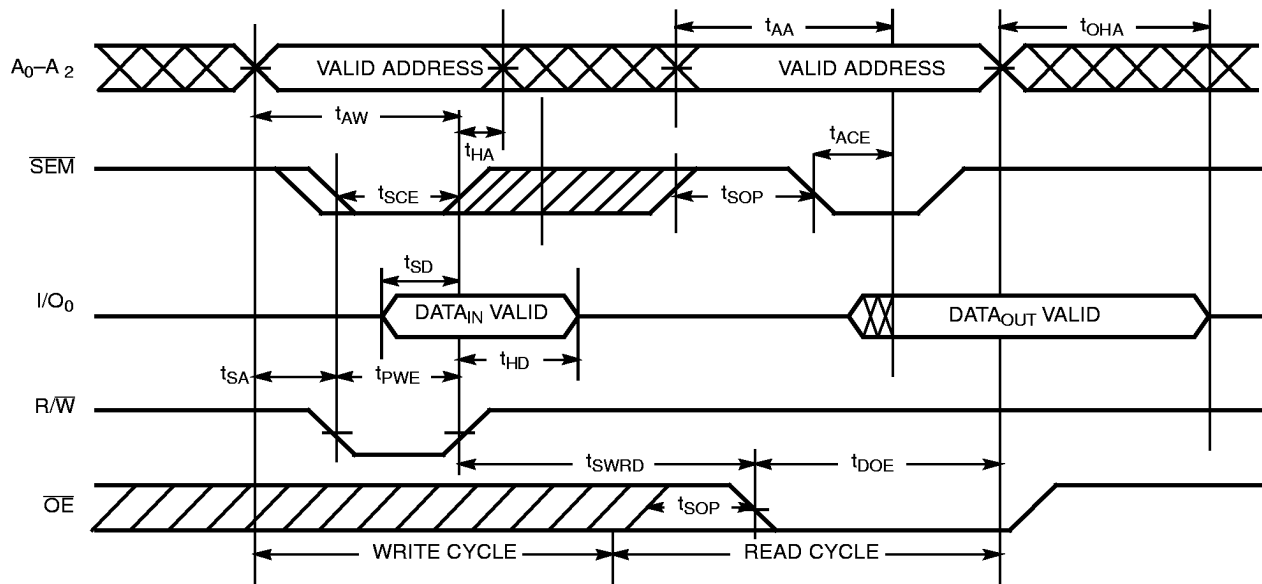 tAA
tOHA
A0–A2
VALID ADDRESS
VALID ADDRESS
tAW
tHA
tACE
SEM
tSCE
tSOP
tSD
I/O0
DATAIN VALID
DATAOUT VALID
tHD
tSA
tPWE
R/W
tSWRD
tDOE
OE
tSOP
WRITE CYCLE
READ CYCLE